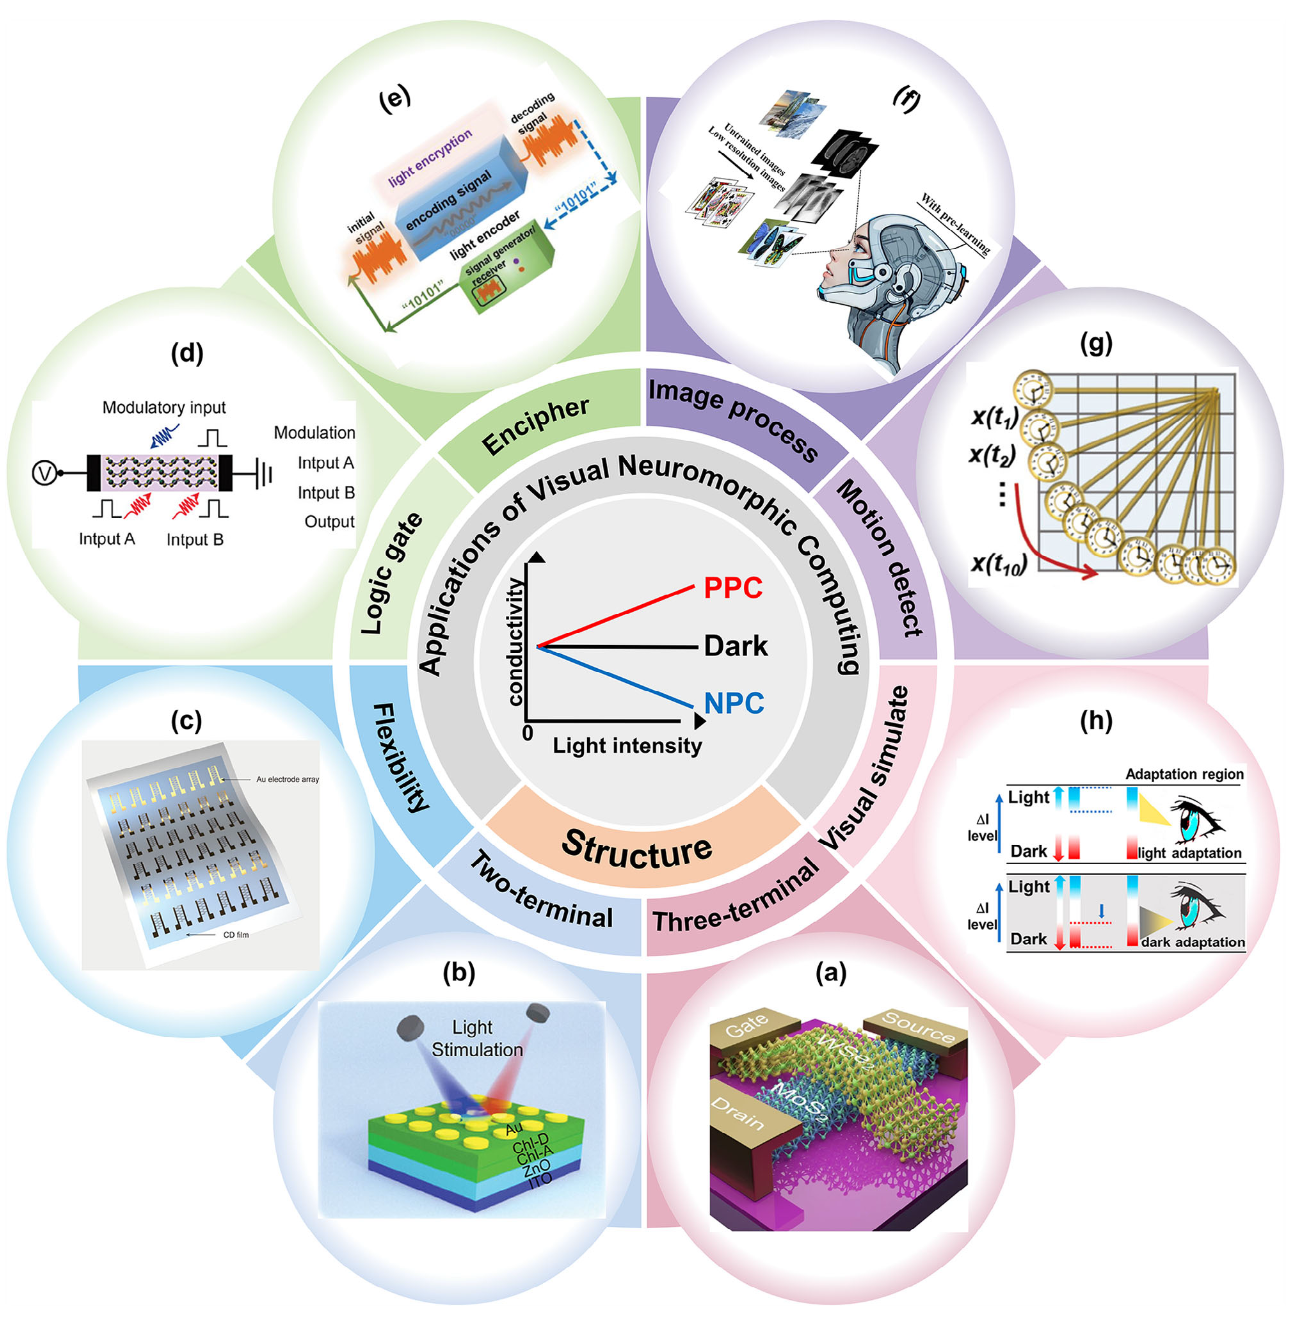 (e)
decoding
signal
light encryption
encoding signal
"00000"
initial
signal
light encoder
signal generator/
receiver
"10101"
"10101"
(f)
Untrained images
Low resolution images
With pre-learning
(d)
Modulatory input
V
Intput A
Intput B
Modulation
Intput A
Intput B
Output
(g)
x(t1)
x(t2)
⋮
x(t10)
Encipher
Image process
Logic gate
Motion detect
Flexibility
Visual simulate
Two-terminal
Three-terminal
Applications of Visual Neuromorphic Computing
Structure
conductivity
PPC
Dark
NPC
0
Light intensity
(c)
Au electrode array
CD film
(h)
Adaptation region
Light
ΔI
level
Dark
light adaptation
Light
ΔI
level
Dark
dark adaptation
(b)
Light
Stimulation
Au
Chl-D
Chl-A
ZnO
ITO
(a)
Gate
Source
WSe2
MoS2
Drain